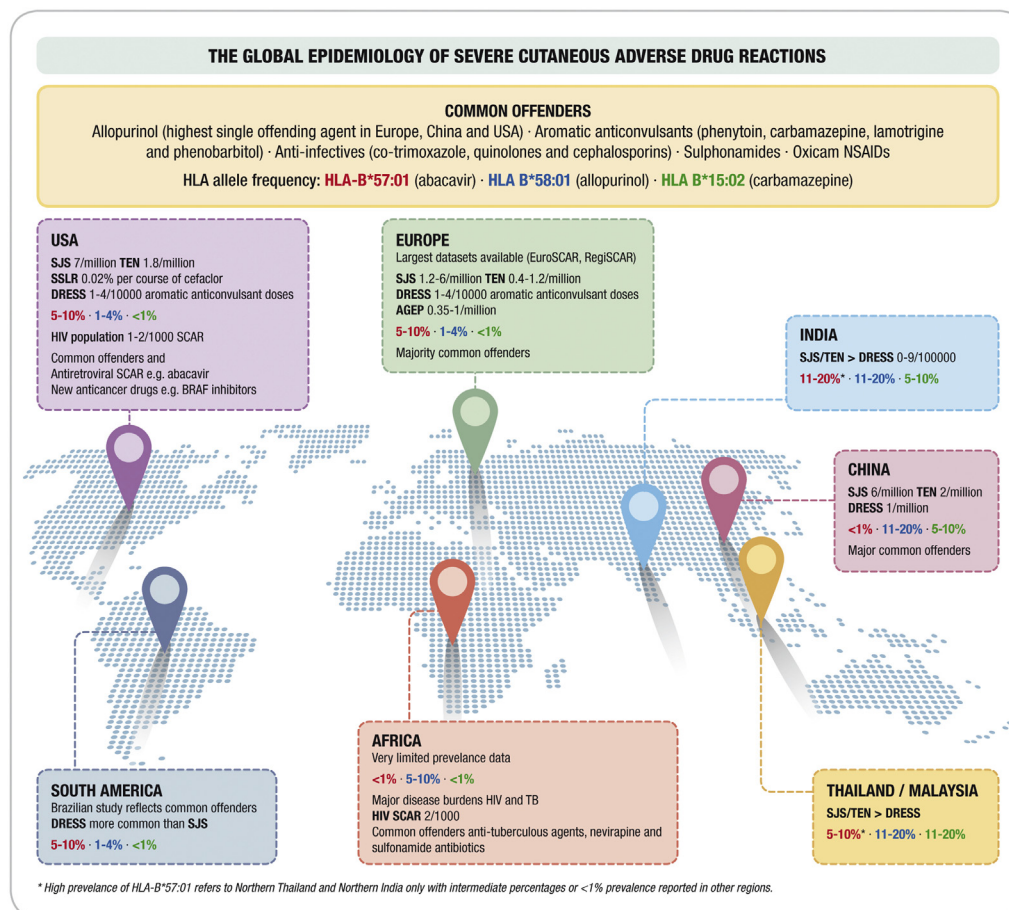 THE GLOBAL EPIDEMIOLOGY OF SEVERE CUTANEOUS ADVERSE DRUG REACTIONS
COMMON OFFENDERS
Allopurinol (highest single offending agent in Europe, China and USA) · Aromatic anticonvulsants (phenytoin, carbamazepine, lamotrigine
and phenobarbitol) · Anti-infectives (co-trimoxazole, quinolones and cephalosporins) · Sulphonamides · Oxicam NSAIDs
HLA allele frequency: HLA-B*57:01 (abacavir) · HLA B*58:01 (allopurinol) · HLA B*15:02 (carbamazepine)
USA
SJS 7/million TEN 1.8/million
SSLR 0.02% per course of cefaclor
DRESS 1-4/10000 aromatic anticonvulsant doses
5-10% · 1-4% · <1%
HIV population 1-2/1000 SCAR
Common offenders and
Antiretroviral SCAR e.g. abacavir
New anticancer drugs e.g. BRAF inhibitors
EUROPE
Largest datasets available (EuroSCAR, RegiSCAR)
SJS 1.2-6/million TEN 0.4-1.2/million
DRESS 1-4/10000 aromatic anticonvulsant doses
AGEP 0.35-1/million
5-10% · 1-4% · <1%
Majority common offenders
INDIA
SJS/TEN > DRESS 0-9/100000
11-20%* · 11-20% · 5-10%
CHINA
SJS 6/million TEN 2/million
DRESS 1/million
<1% · 11-20% · 5-10%
Major common offenders
SOUTH AMERICA
Brazilian study reflects common offenders
DRESS more common than SJS
5-10% · 1-4% · <1%
AFRICA
Very limited prevelance data
<1% · 5-10% · <1%
Major disease burdens HIV and TB
HIV SCAR 2/1000
Common offenders anti-tuberculous agents, nevirapine and
sulfonamide antibiotics
THAILAND / MALAYSIA
SJS/TEN > DRESS
5-10%* · 11-20% · 11-20%
* High prevelance of HLA-B*57:01 refers to Northern Thailand and Northern India only with intermediate percentages or <1% prevalence reported in other regions.